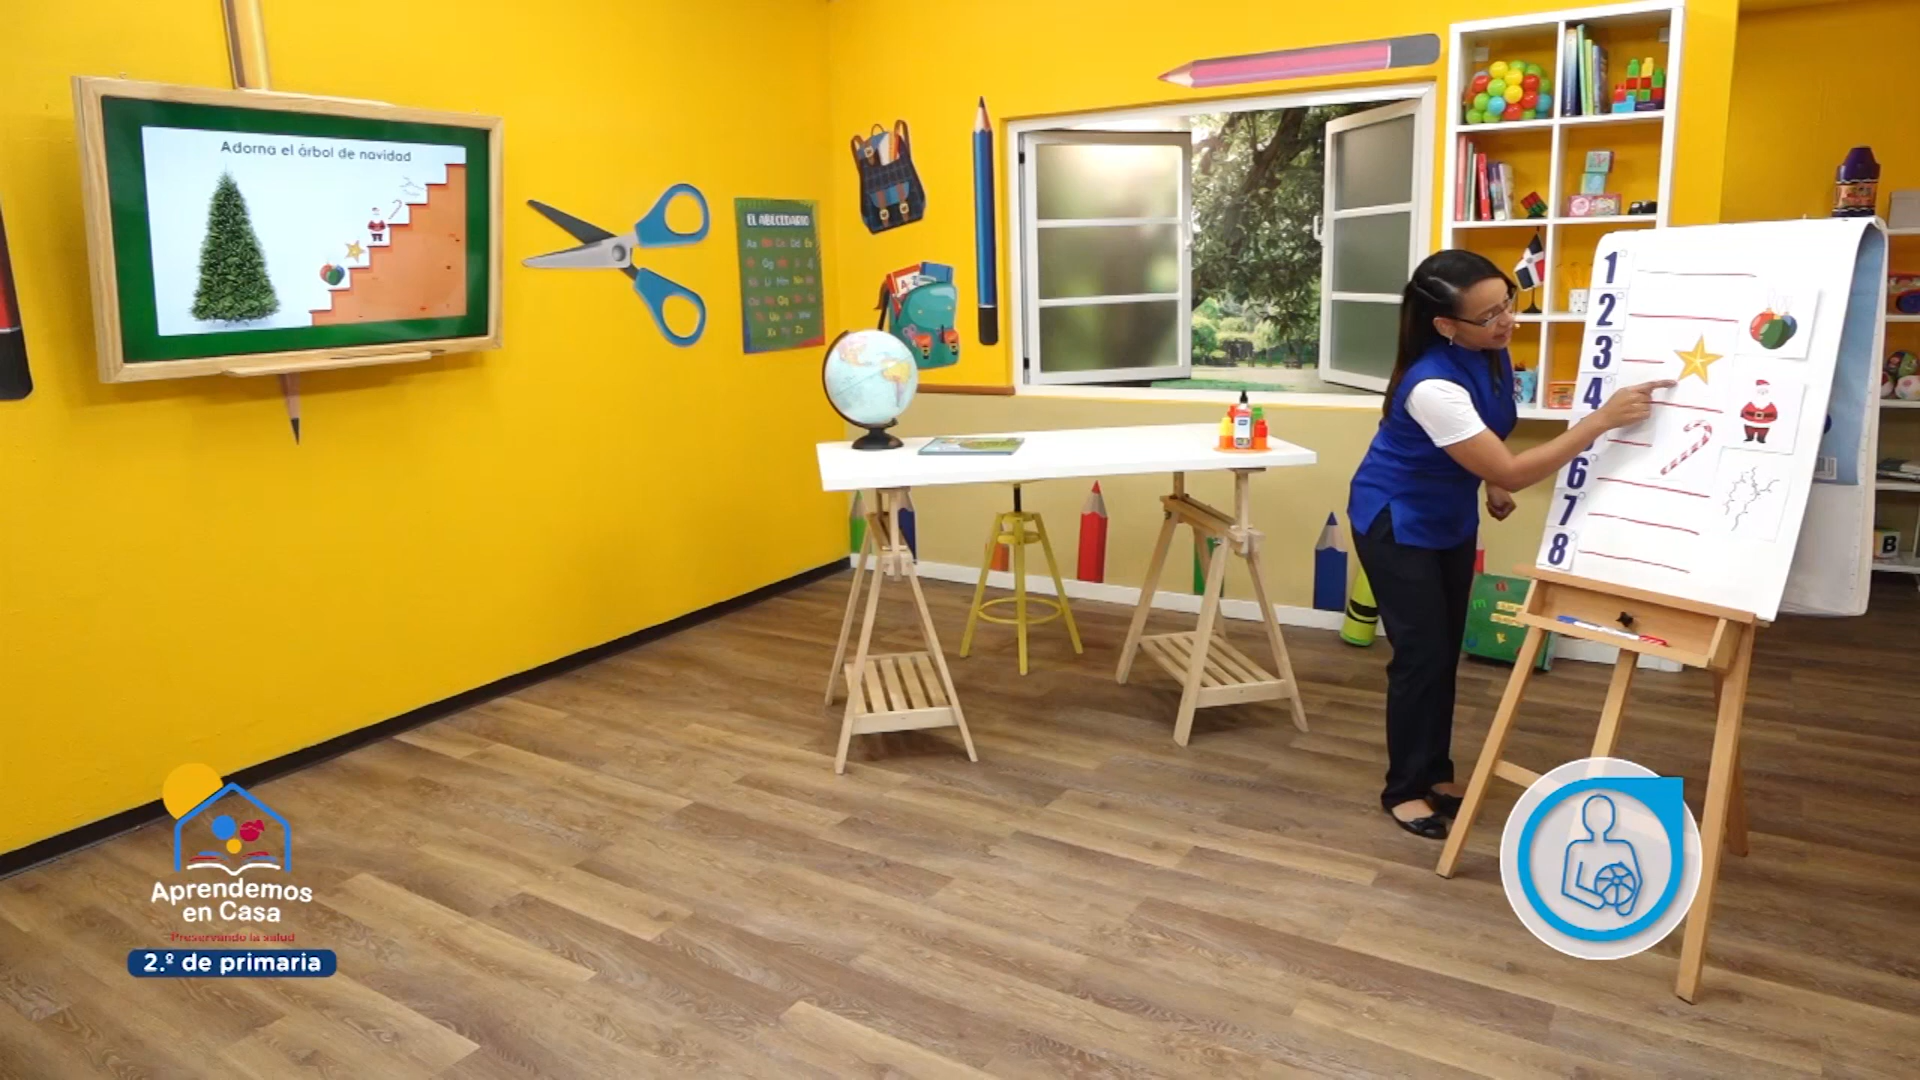 Adorna el árbol de navidad
EL ABECEDARIO
1
2
3
4
6
7
8
B
Aprendemos
en Casa
Preservando la salud
2.º de primaria